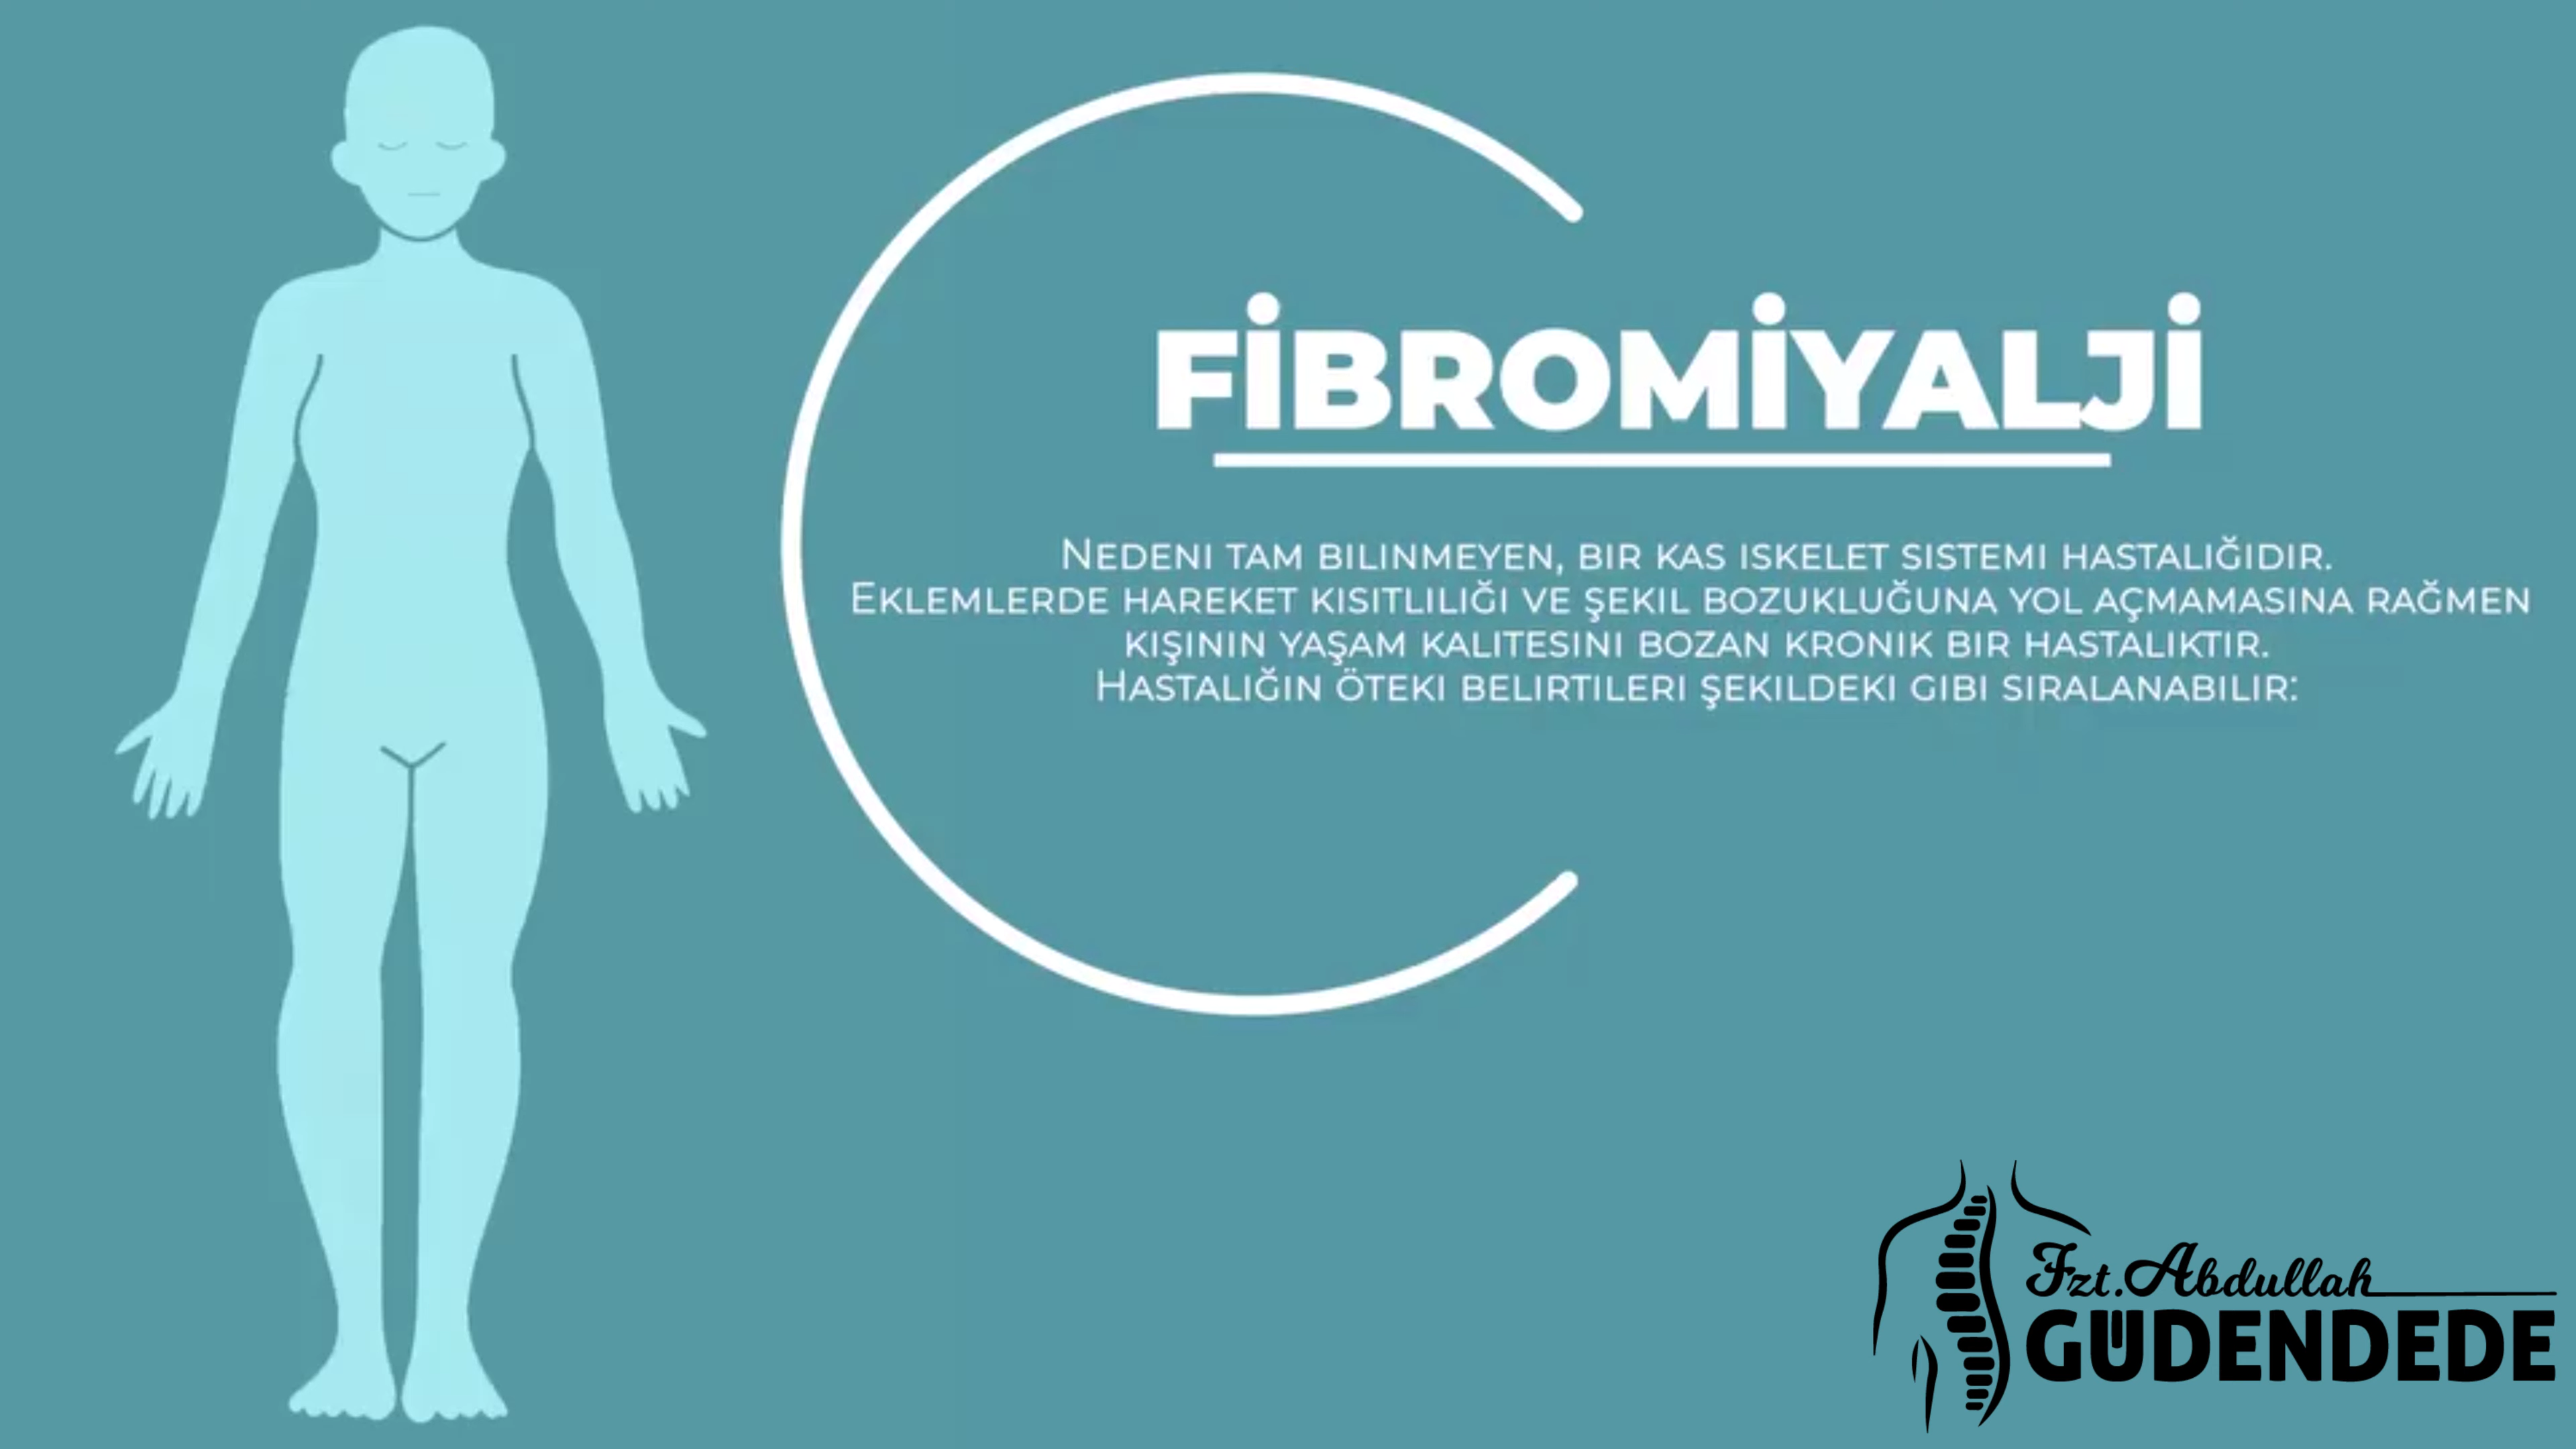 FİBROMİYALJİ
Nedeni tam bilinmeyen, bir kas iskelet sistemi hastalığıdır.
Eklemlerde hareket kısıtlılığı ve şekil bozukluğuna yol açmamasına rağmen
kişinin yaşam kalitesini bozan kronik bir hastalıktır.
Hastalığın öteki belirtileri şekildeki gibi sıralanabilir:
Fzt. Abdullah
GÜDENDEDE